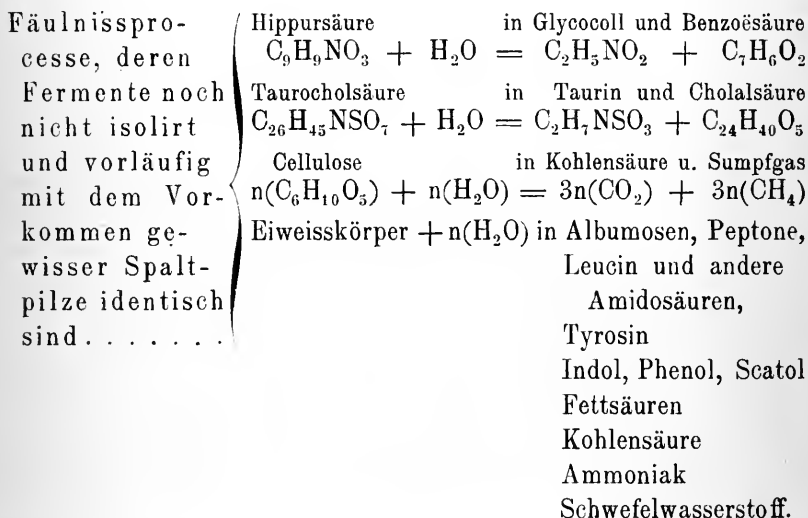 Fäulnisspro-
cesse, deren
Fermente noch
nicht isolirt
und vorläufig
mit dem Vor-
kommen ge-
wisser Spalt-
pilze identisch
sind . . . . . . .
Hippursäure in Glycocoll und Benzoësäure
C₉H₉NO₃ + H₂O = C₂H₅NO₂ + C₇H₆O₂
Taurocholsäure in Taurin und Cholalsäure
C₂₆H₄₅NSO₇ + H₂O = C₂H₇NSO₃ + C₂₄H₄₀O₅
Cellulose in Kohlensäure u. Sumpfgas
n(C₆H₁₀O₅) + n(H₂O) = 3n(CO₂) + 3n(CH₄)
Eiweisskörper + n(H₂O) in Albumosen, Peptone,
Leucin und andere
Amidosäuren,
Tyrosin
Indol, Phenol, Scatol
Fettsäuren
Kohlensäure
Ammoniak
Schwefelwasserstoff.